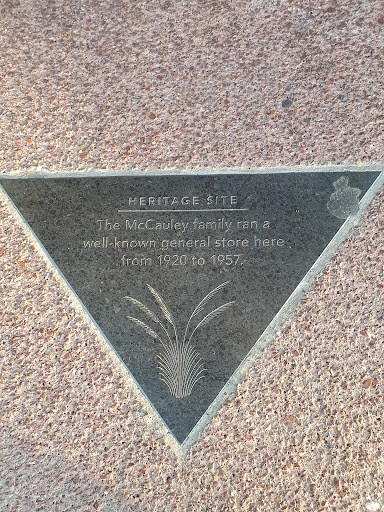 HERITAGE SITE
The McCauley family ran a
well-known general store here
from 1920 to 1957.